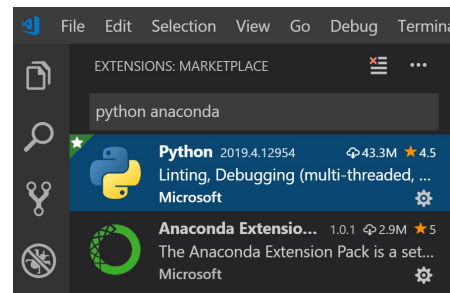 File Edit Selection View Go Debug Termina
EXTENSIONS: MARKETPLACE
python anaconda
Python 2019.4.12954 43.3M 4.5
Linting, Debugging (multi-threaded, ...
Microsoft
Anaconda Extensio... 1.0.1 2.9M 5
The Anaconda Extension Pack is a set...
Microsoft